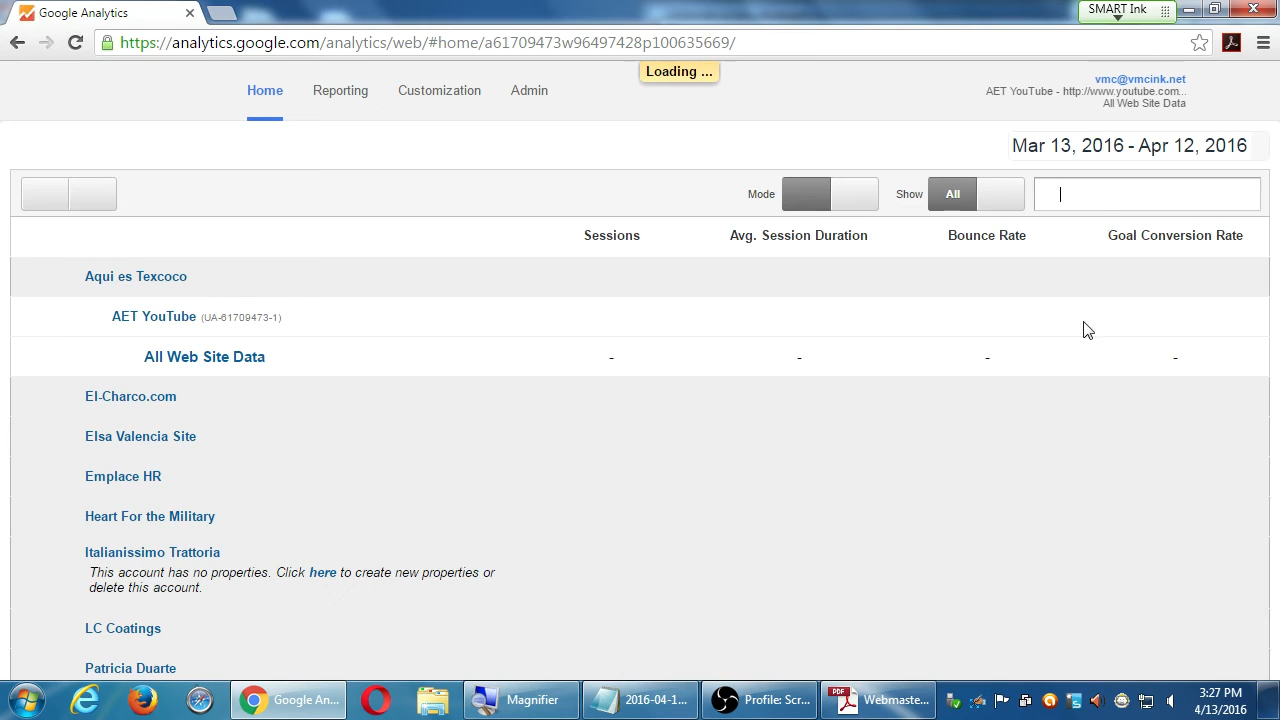 Google Analytics
SMART Ink
https://analytics.google.com/analytics/web/#home/a61709473w96497428p100635669/
Loading ...
Home Reporting Customization Admin
vmc@vmcink.net
AET YouTube - http://www.youtube.com...
All Web Site Data
Mar 13, 2016 - Apr 12, 2016
Mode Show All
Sessions Avg. Session Duration Bounce Rate Goal Conversion Rate
Aqui es Texcoco
AET YouTube (UA-61709473-1)
All Web Site Data - - - -
El-Charco.com
Elsa Valencia Site
Emplace HR
Heart For the Military
Italianissimo Trattoria
This account has no properties. Click here to create new properties or
delete this account.
LC Coatings
Patricia Duarte
Google An... Magnifier 2016-04-1... Profile: Scr... PDF Webmaste...
3:27 PM
4/13/2016